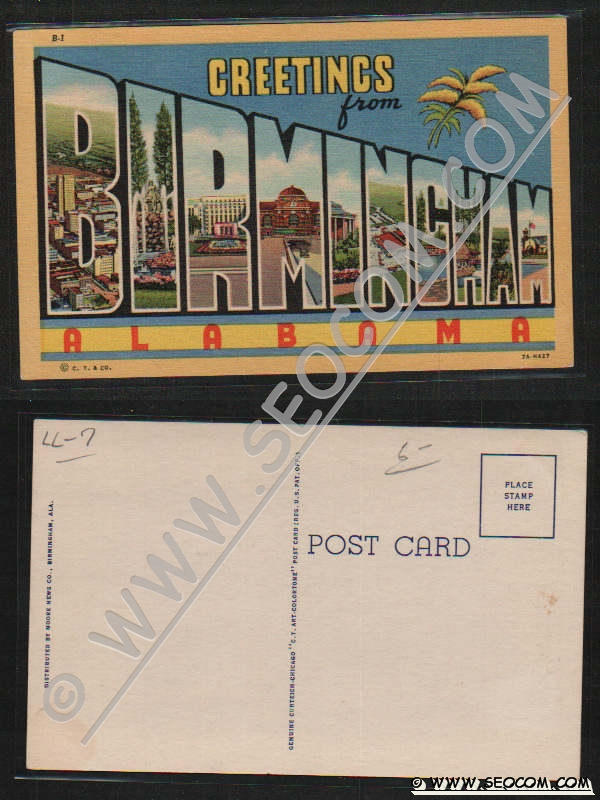 B-1
GREETINGS
from
BIRMINGHAM
ALABAMA
© C. T. & CO.
7A-H427
LL-7
6-
PLACE
STAMP
HERE
POST CARD
DISTRIBUTED BY MOORE NEWS CO., BIRMINGHAM, ALA.
GENUINE CURTEICH-CHICAGO "C.T. ART-COLORTONE" POST CARD (REG. U.S. PAT. OFF.)
© WWW.SEOCOM.COM
© WWW.SEOCOM.COM